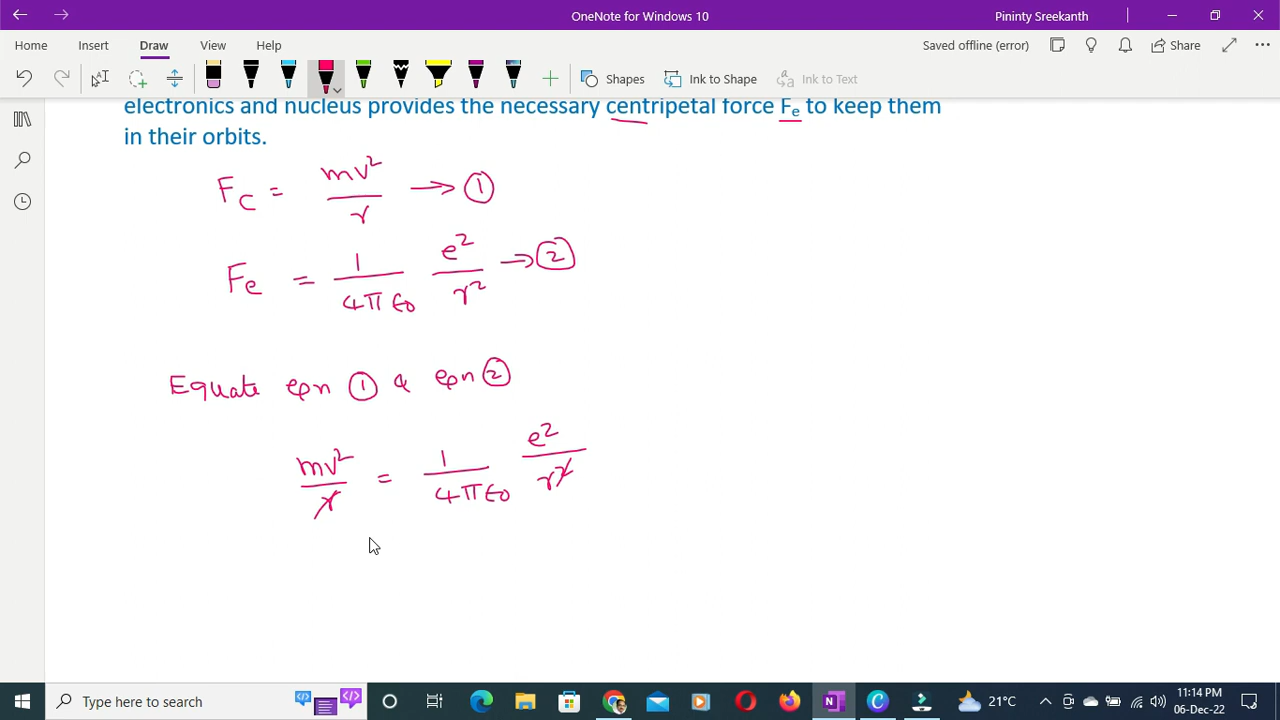 OneNote for Windows 10
Pininty Sreekanth
Home Insert Draw View Help
Saved offline (error)
Share
Shapes
Ink to Shape
Ink to Text
electronics and nucleus provides the necessary centripetal force Fₑ to keep them
in their orbits.
F_C = mv²/r → ①
Fe = 1/4πε₀ e²/r² → ②
Equate eqn ① & eqn ②
mv²/r = 1/4πε₀ e²/r²
Type here to search
21°C
11:14 PM
06-Dec-22